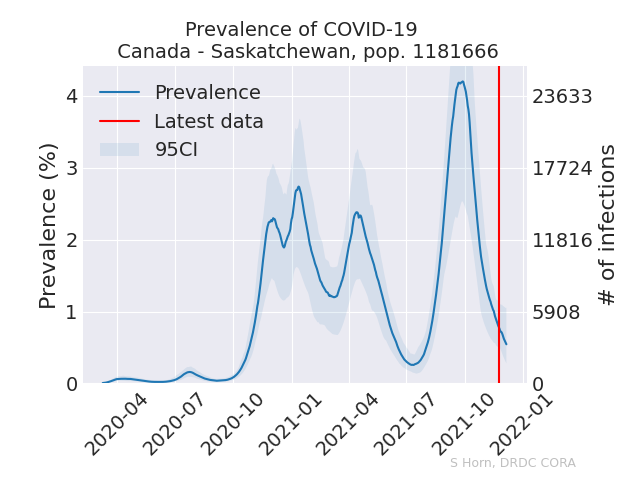 Prevalence of COVID-19
Canada - Saskatchewan, pop. 1181666
Prevalence
Latest data
95CI
Prevalence (%)
4
3
2
1
0
23633
17724
11816
5908
0
# of infections
2020-04
2020-07
2020-10
2021-01
2021-04
2021-07
2021-10
2022-01
S Horn, DRDC CORA